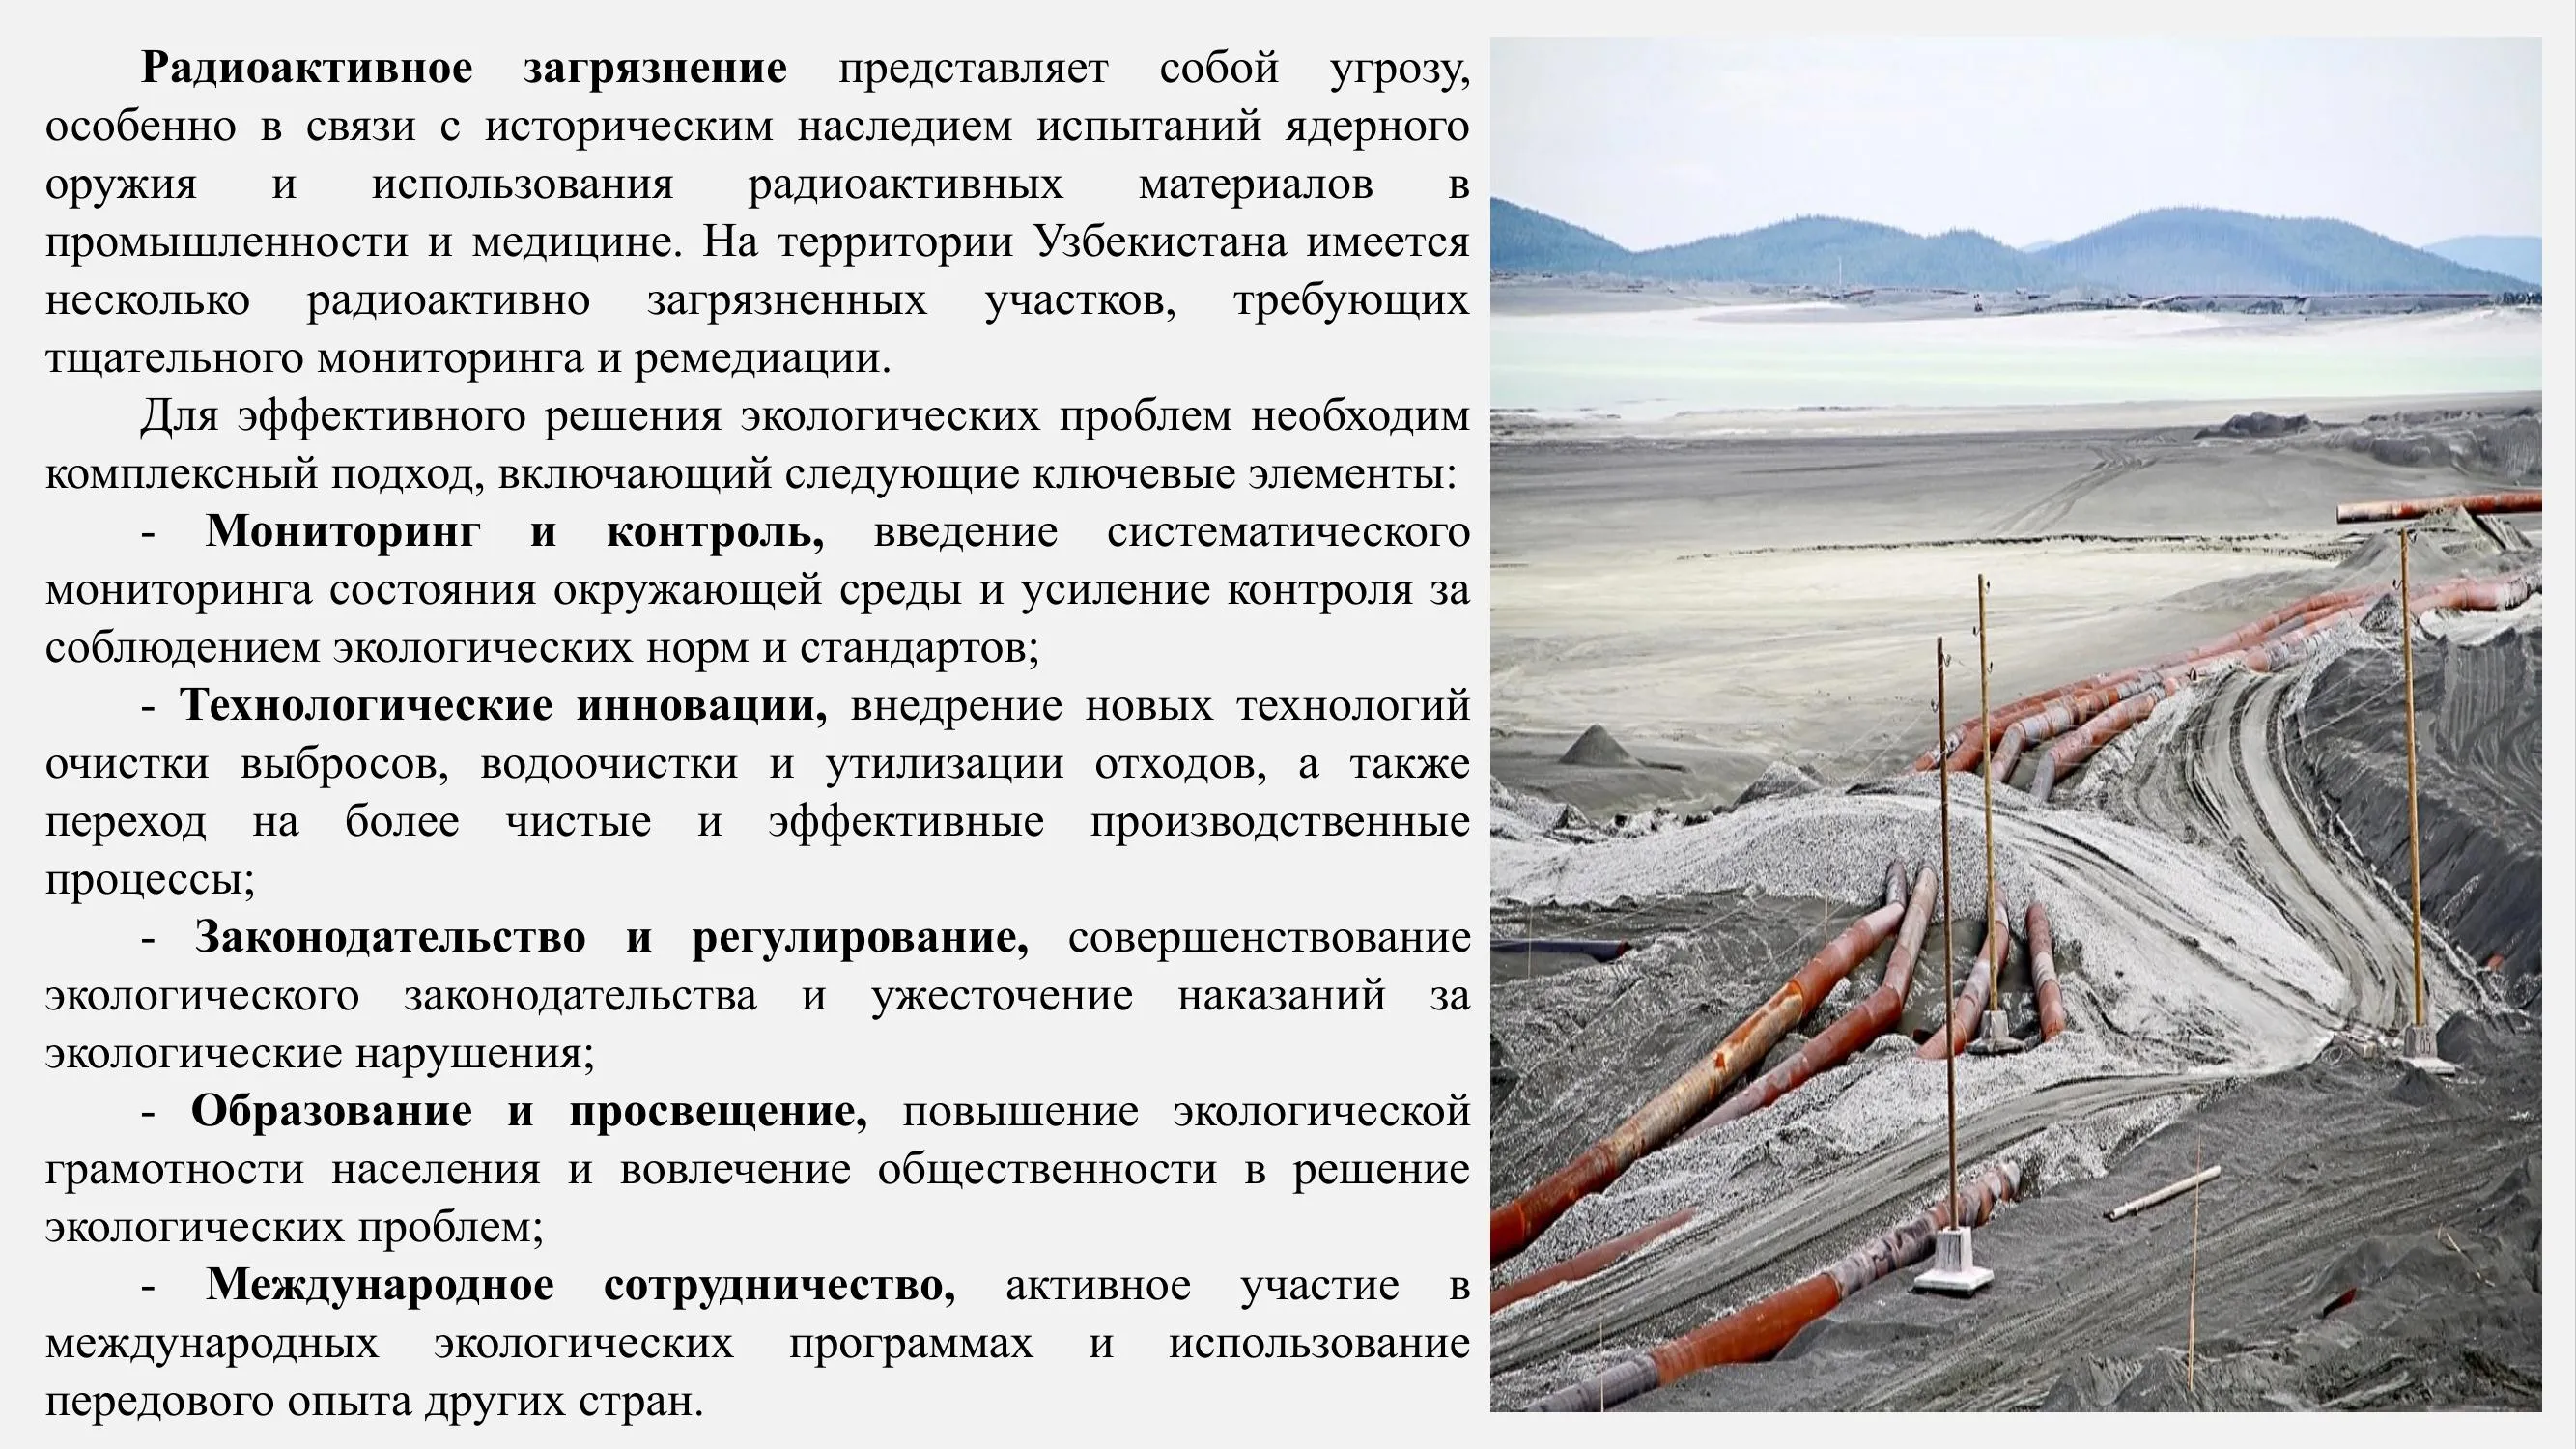 Радиоактивное загрязнение представляет собой угрозу,
особенно в связи с историческим наследием испытаний ядерного
оружия и использования радиоактивных материалов в
промышленности и медицине. На территории Узбекистана имеется
несколько радиоактивно загрязненных участков, требующих
тщательного мониторинга и ремедиации.
Для эффективного решения экологических проблем необходим
комплексный подход, включающий следующие ключевые элементы:
- Мониторинг и контроль, введение систематического
мониторинга состояния окружающей среды и усиление контроля за
соблюдением экологических норм и стандартов;
- Технологические инновации, внедрение новых технологий
очистки выбросов, водоочистки и утилизации отходов, а также
переход на более чистые и эффективные производственные
процессы;
- Законодательство и регулирование, совершенствование
экологического законодательства и ужесточение наказаний за
экологические нарушения;
- Образование и просвещение, повышение экологической
грамотности населения и вовлечение общественности в решение
экологических проблем;
- Международное сотрудничество, активное участие в
международных экологических программах и использование
передового опыта других стран.